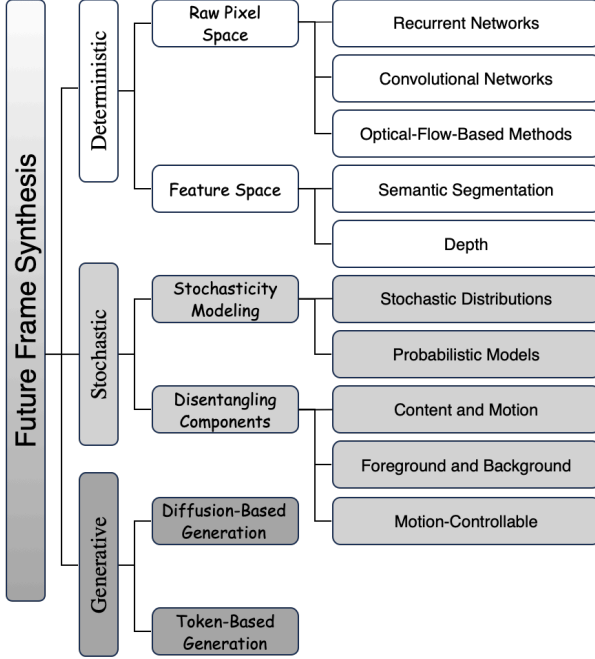 Future Frame Synthesis
Deterministic
Raw Pixel
Space
Recurrent Networks
Convolutional Networks
Optical-Flow-Based Methods
Feature Space
Semantic Segmentation
Depth
Stochastic
Stochasticity
Modeling
Stochastic Distributions
Probabilistic Models
Disentangling
Components
Content and Motion
Foreground and Background
Motion-Controllable
Generative
Diffusion-Based
Generation
Token-Based
Generation